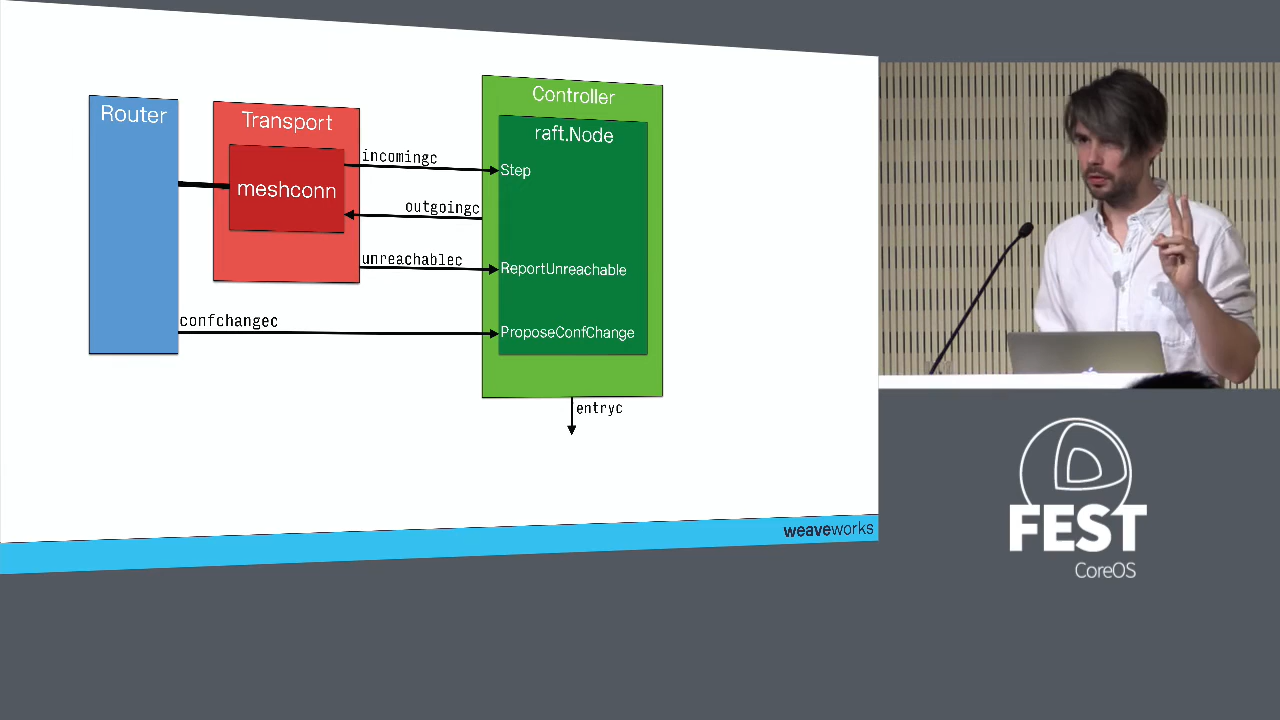 Router
Transport
meshconn
Controller
raft.Node
incomingc
Step
outgoingc
unreachablec
ReportUnreachable
confchangec
ProposeConfChange
entryc
weaveworks
FEST
CoreOS